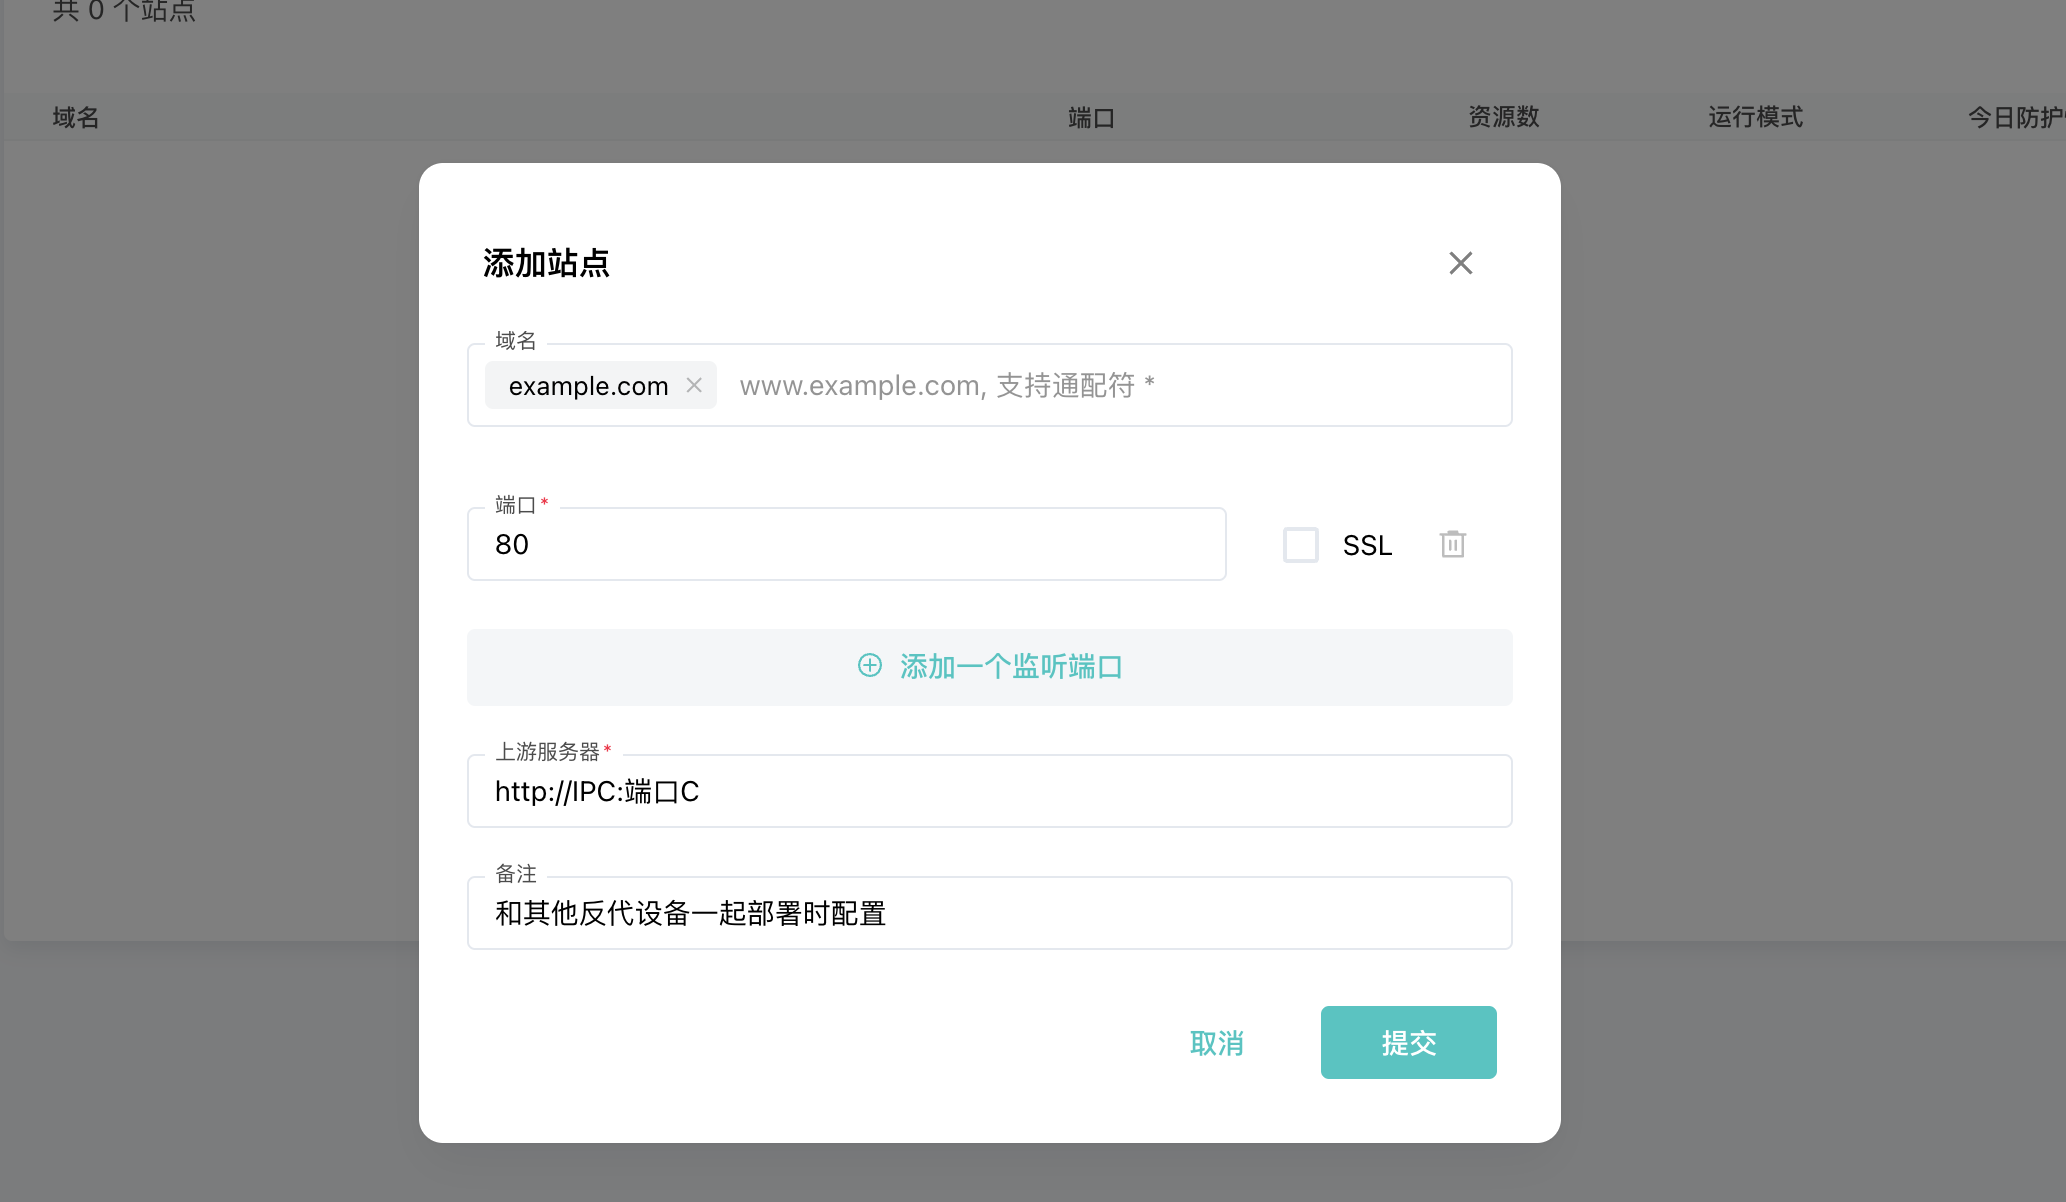 共 0 个站点
域名 端口 资源数 运行模式 今日防护
添加站点
域名
example.com www.example.com, 支持通配符 *
端口 *
80
SSL
添加一个监听端口
上游服务器 *
http://IPC:端口C
备注
和其他反代设备一起部署时配置
取消 提交